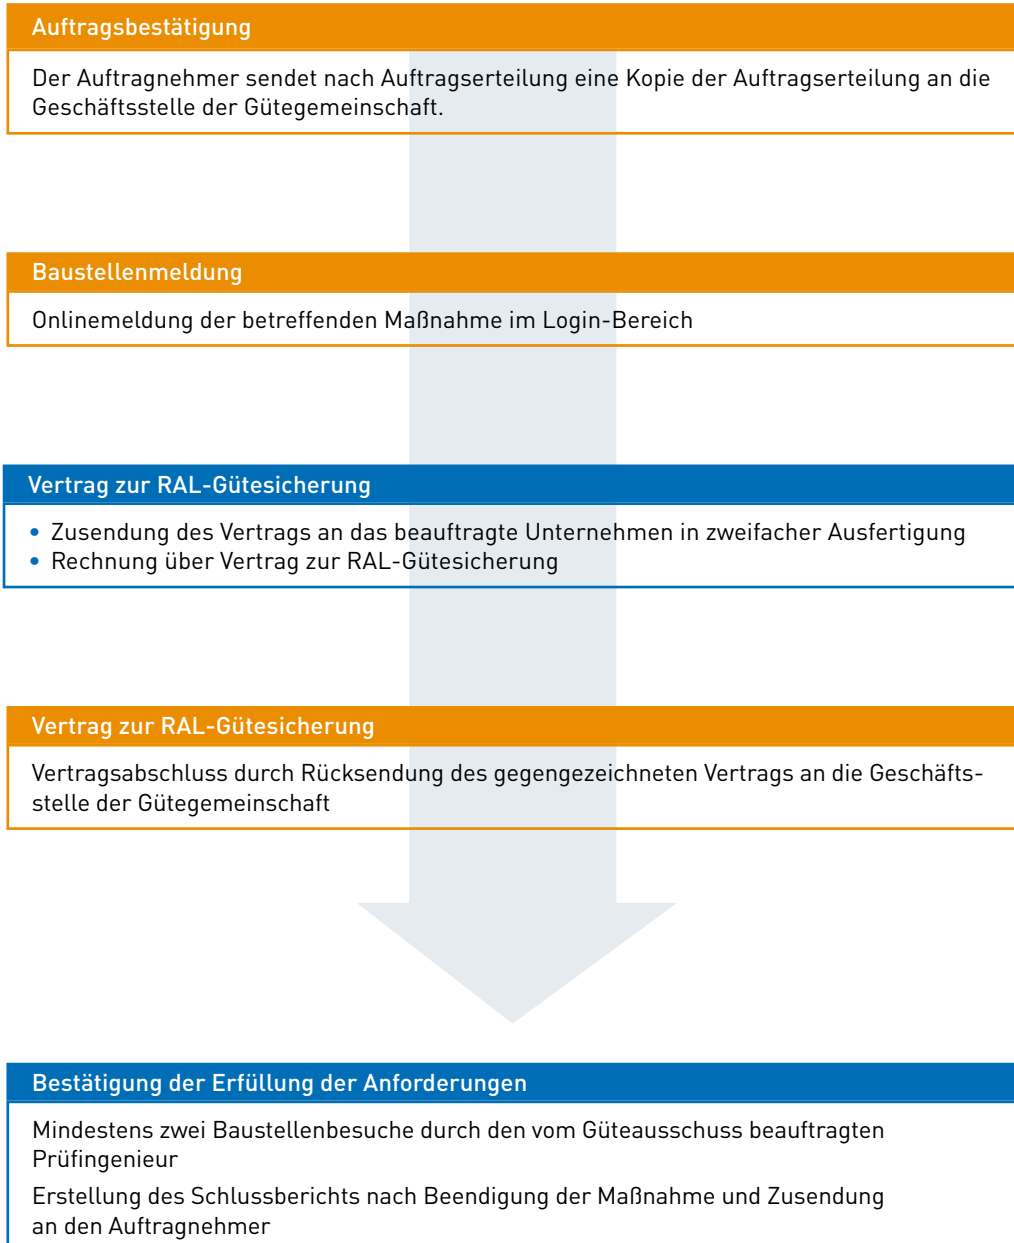 Auftragsbestätigung
Der Auftragnehmer sendet nach Auftragserteilung eine Kopie der Auftragserteilung an die
Geschäftsstelle der Gütegemeinschaft.
Baustellenmeldung
Onlinemeldung der betreffenden Maßnahme im Login-Bereich
Vertrag zur RAL-Gütesicherung
• Zusendung des Vertrags an das beauftragte Unternehmen in zweifacher Ausfertigung
• Rechnung über Vertrag zur RAL-Gütesicherung
Vertrag zur RAL-Gütesicherung
Vertragsabschluss durch Rücksendung des gegengezeichneten Vertrags an die Geschäfts-
stelle der Gütegemeinschaft
Bestätigung der Erfüllung der Anforderungen
Mindestens zwei Baustellenbesuche durch den vom Güteausschuss beauftragten
Prüfingenieur
Erstellung des Schlussberichts nach Beendigung der Maßnahme und Zusendung
an den Auftragnehmer